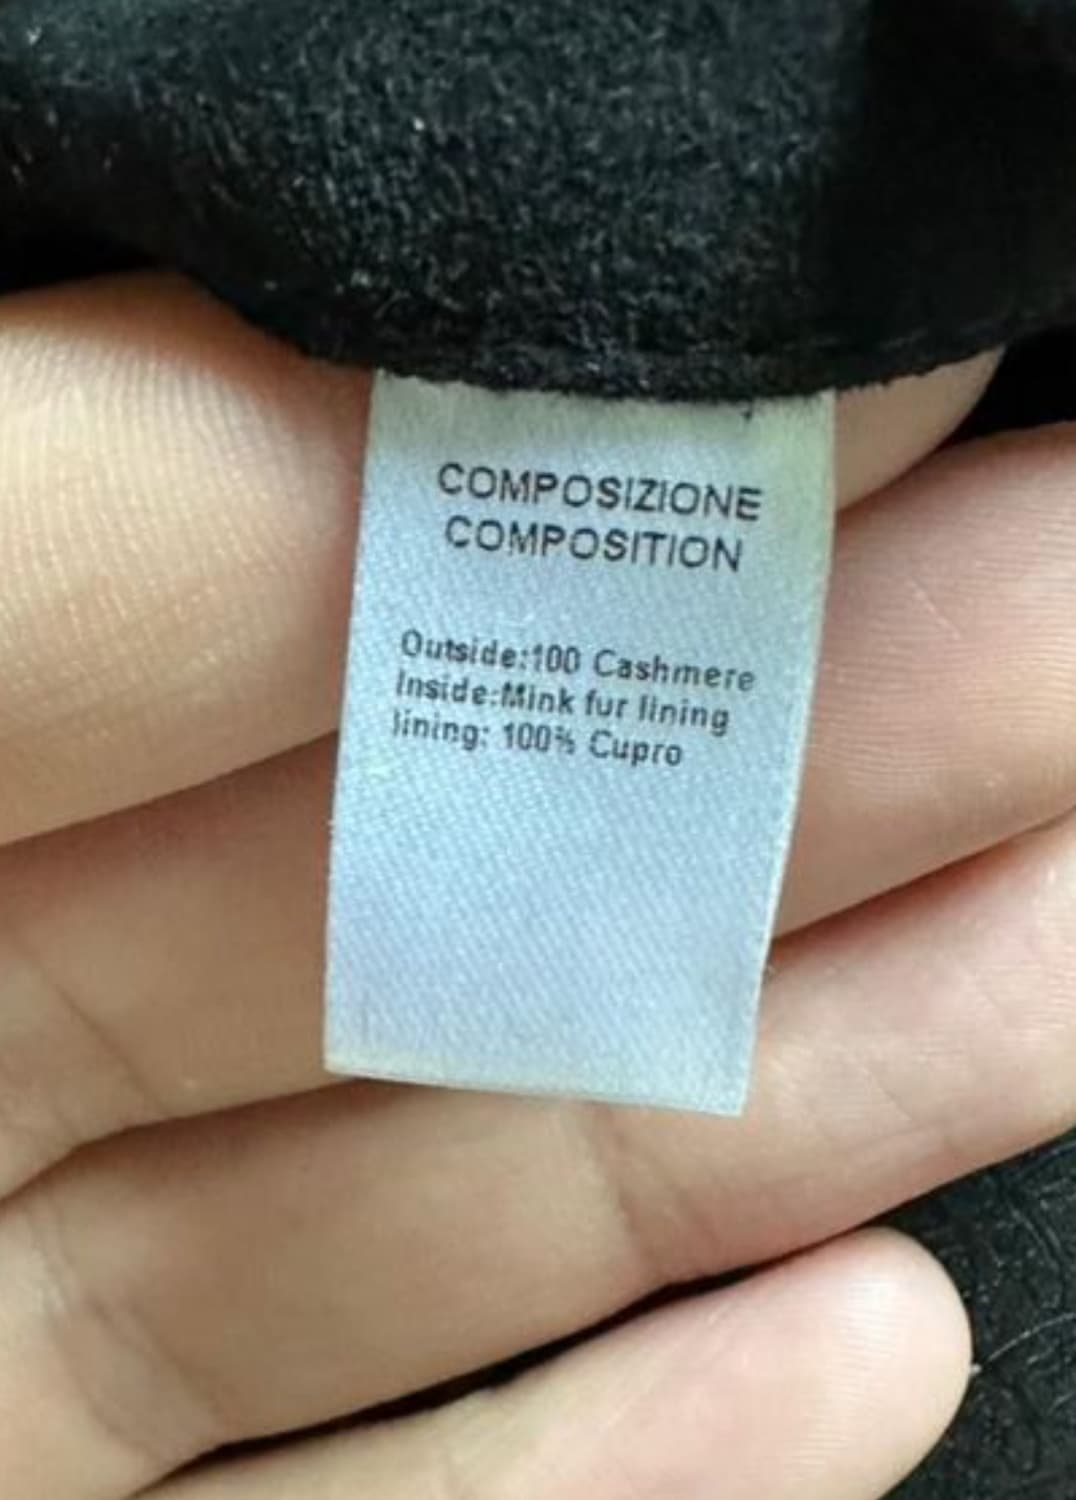 COMPOSIZIONE
COMPOSITION
Outside:100 Cashmere
Inside:Mink fur lining
lining: 100% Cupro